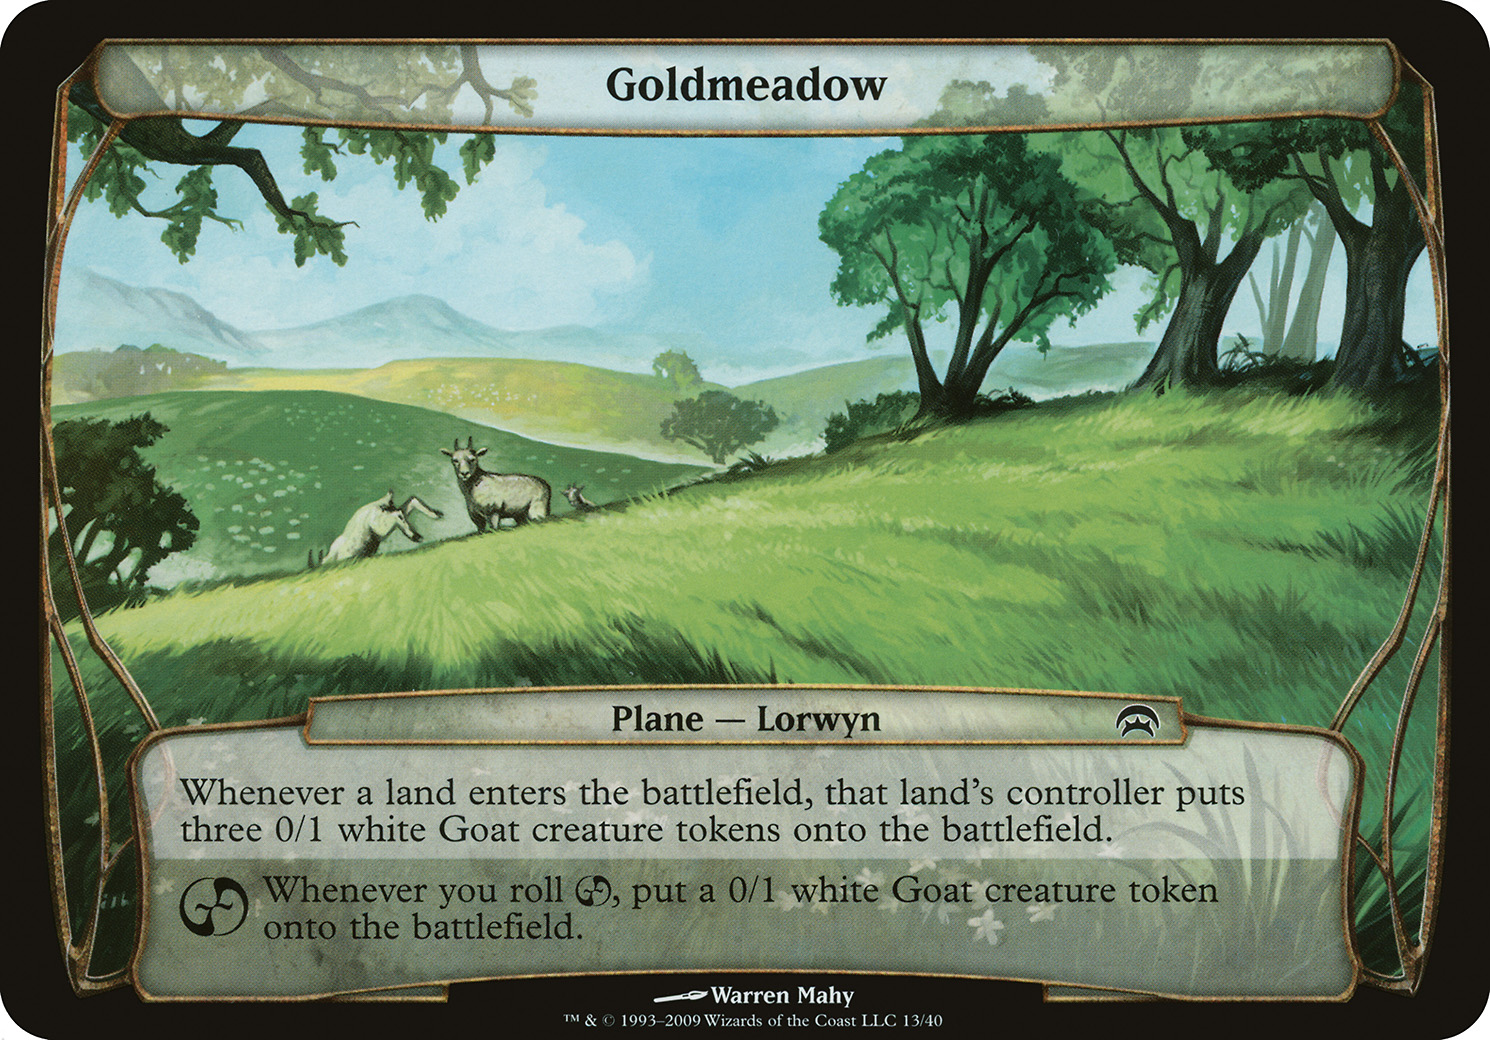 Goldmeadow
Plane — Lorwyn
Whenever a land enters the battlefield, that land's controller puts
three 0/1 white Goat creature tokens onto the battlefield.
Whenever you roll , put a 0/1 white Goat creature token
onto the battlefield.
Warren Mahy
™ & © 1993–2009 Wizards of the Coast LLC 13/40